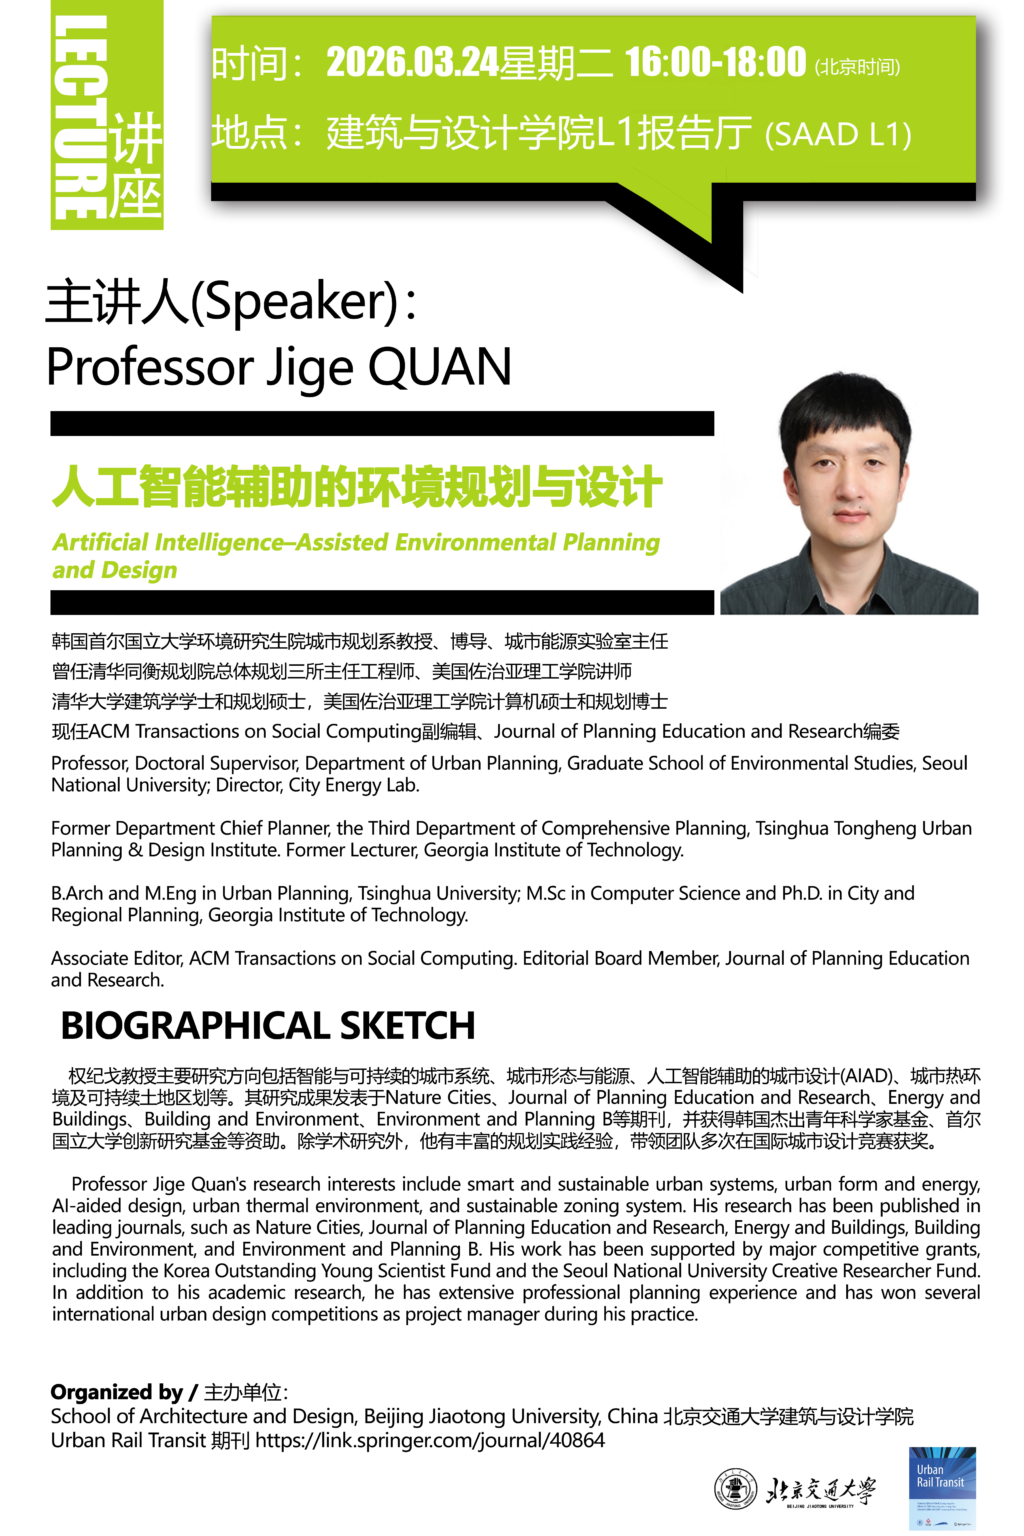 LECTURE
讲座
时间：2026.03.24星期二 16:00-18:00 (北京时间)
地点：建筑与设计学院L1报告厅 (SAAD L1)
主讲人(Speaker)：
Professor Jige QUAN
人工智能辅助的环境规划与设计
Artificial Intelligence–Assisted Environmental Planning
and Design
韩国首尔国立大学环境研究生院城市规划系教授、博导、城市能源实验室主任
曾任清华同衡规划院总体规划三所主任工程师、美国佐治亚理工学院讲师
清华大学建筑学学士和规划硕士，美国佐治亚理工学院计算机硕士和规划博士
现任ACM Transactions on Social Computing副编辑、Journal of Planning Education and Research编委
Professor, Doctoral Supervisor, Department of Urban Planning, Graduate School of Environmental Studies, Seoul
National University; Director, City Energy Lab.
Former Department Chief Planner, the Third Department of Comprehensive Planning, Tsinghua Tongheng Urban
Planning & Design Institute. Former Lecturer, Georgia Institute of Technology.
B.Arch and M.Eng in Urban Planning, Tsinghua University; M.Sc in Computer Science and Ph.D. in City and
Regional Planning, Georgia Institute of Technology.
Associate Editor, ACM Transactions on Social Computing. Editorial Board Member, Journal of Planning Education
and Research.
BIOGRAPHICAL SKETCH
权纪戈教授主要研究方向包括智能与可持续的城市系统、城市形态与能源、人工智能辅助的城市设计(AIAD)、城市热环
境及可持续土地区划等。其研究成果发表于Nature Cities、Journal of Planning Education and Research、Energy and
Buildings、Building and Environment、Environment and Planning B等期刊，并获得韩国杰出青年科学家基金、首尔
国立大学创新研究基金等资助。除学术研究外，他有丰富的规划实践经验，带领团队多次在国际城市设计竞赛获奖。
Professor Jige Quan's research interests include smart and sustainable urban systems, urban form and energy,
AI-aided design, urban thermal environment, and sustainable zoning system. His research has been published in
leading journals, such as Nature Cities, Journal of Planning Education and Research, Energy and Buildings, Building
and Environment, and Environment and Planning B. His work has been supported by major competitive grants,
including the Korea Outstanding Young Scientist Fund and the Seoul National University Creative Researcher Fund.
In addition to his academic research, he has extensive professional planning experience and has won several
international urban design competitions as project manager during his practice.
Organized by / 主办单位：
School of Architecture and Design, Beijing Jiaotong University, China 北京交通大学建筑与设计学院
Urban Rail Transit 期刊 https://link.springer.com/journal/40864
北京交通大学
BEIJING JIAOTONG UNIVERSITY
Urban
Rail Transit